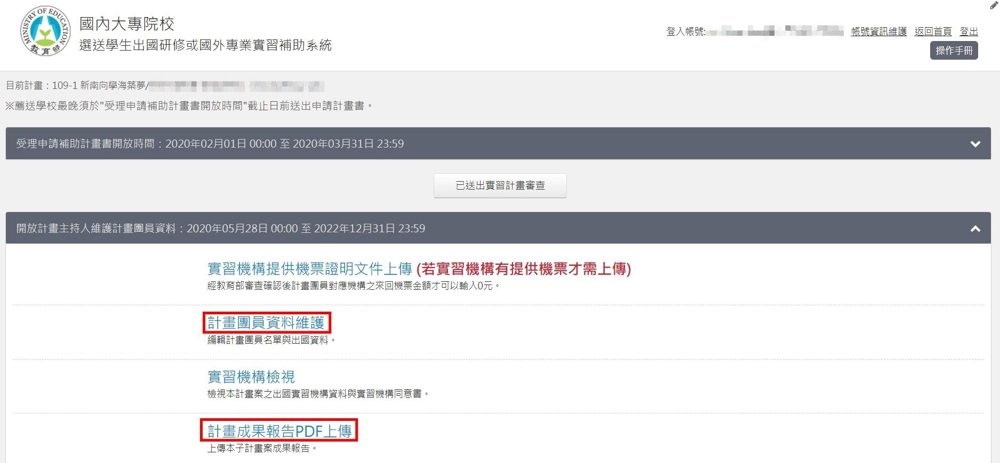 MINISTRY OF EDUCATION
教育部
國內大專院校
選送學生出國研修或國外專業實習補助系統
登入帳號: 帳號資訊維護 返回首頁 登出
操作手冊
目前計畫：109-1 新南向學海築夢/
※薦送學校最晚須於"受理申請補助計畫書開放時間"截止日前送出申請計畫書。
受理申請補助計畫書開放時間：2020年02月01日 00:00 至 2020年03月31日 23:59
已送出實習計畫審查
開放計畫主持人維護計畫團員資料：2020年05月28日 00:00 至 2022年12月31日 23:59
實習機構提供機票證明文件上傳 (若實習機構有提供機票才需上傳)
經教育部審查確認後計畫團員對應機構之來回機票金額才可以輸入0元。
計畫團員資料維護
編輯計畫團員名單與出國資料。
實習機構檢視
檢視本計畫案之出國實習機構資料與實習機構同意書。
計畫成果報告PDF上傳
上傳本子計畫案成果報告。